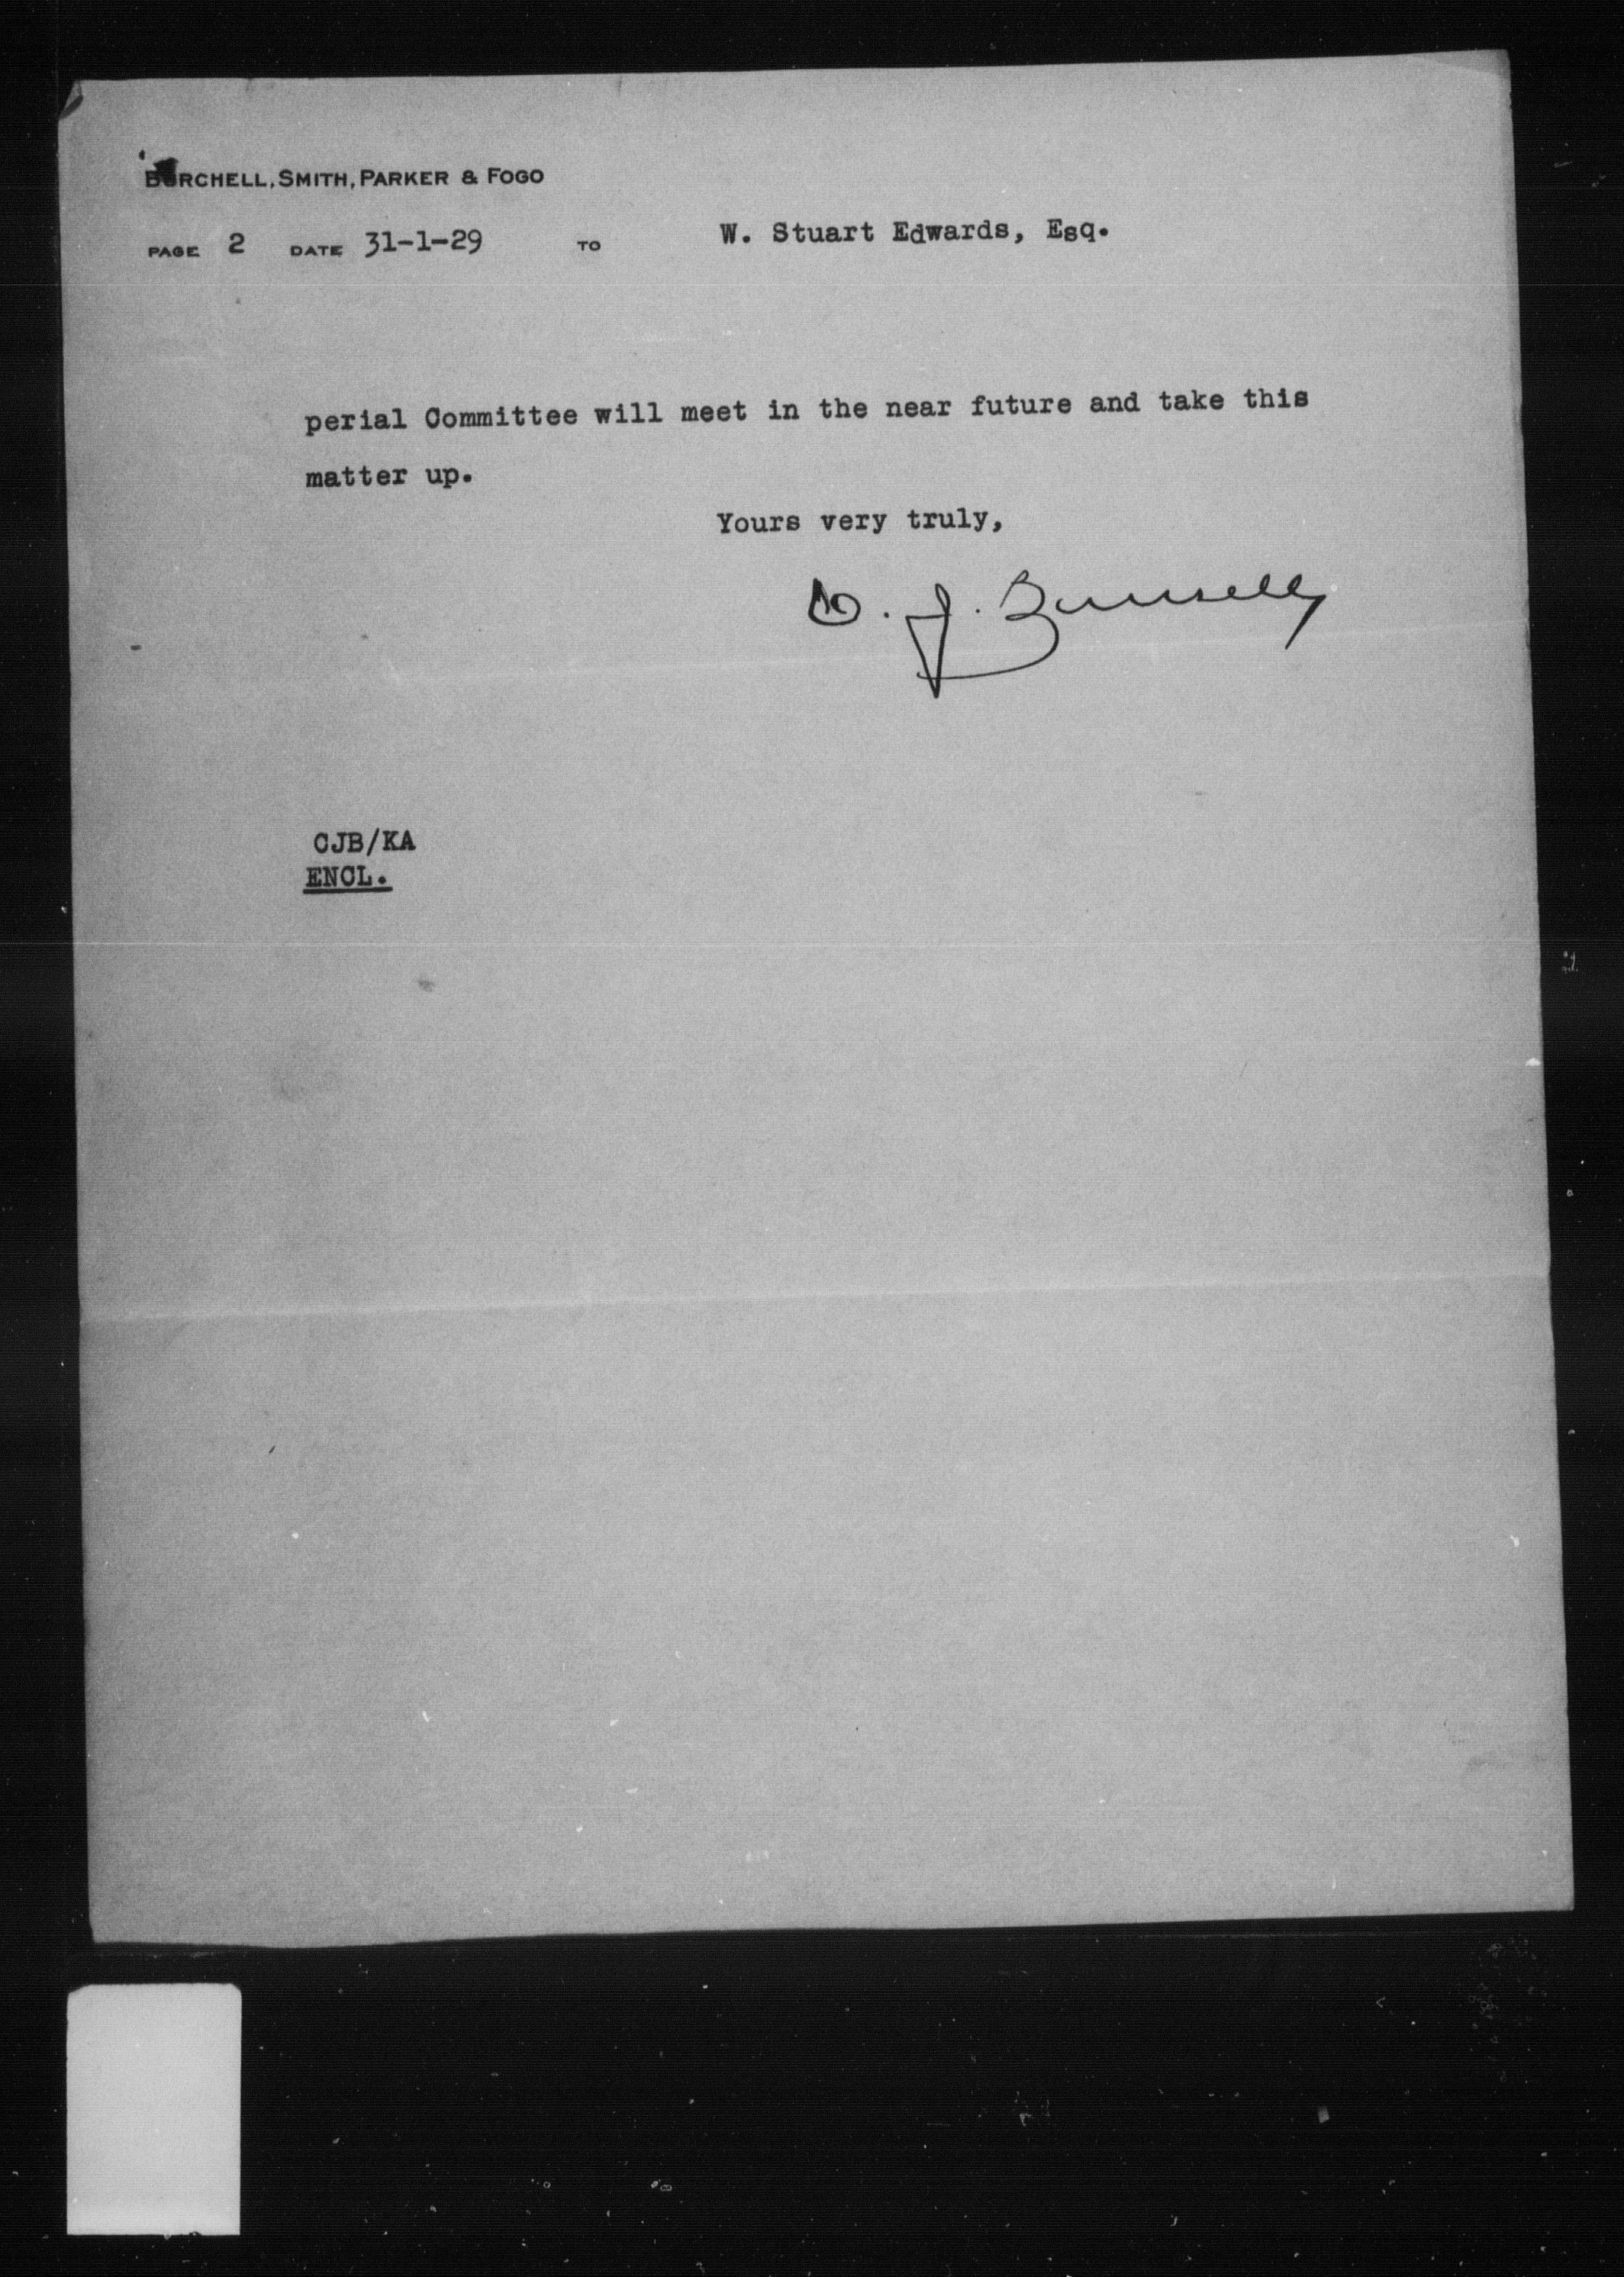 BURCHELL, SMITH, PARKER & FOGO
PAGE 2 DATE 31-1-29 TO W. Stuart Edwards, Esq.
perial Committee will meet in the near future and take this
matter up.
Yours very truly,
C. J. Burchell
CJB/KA
ENCL.